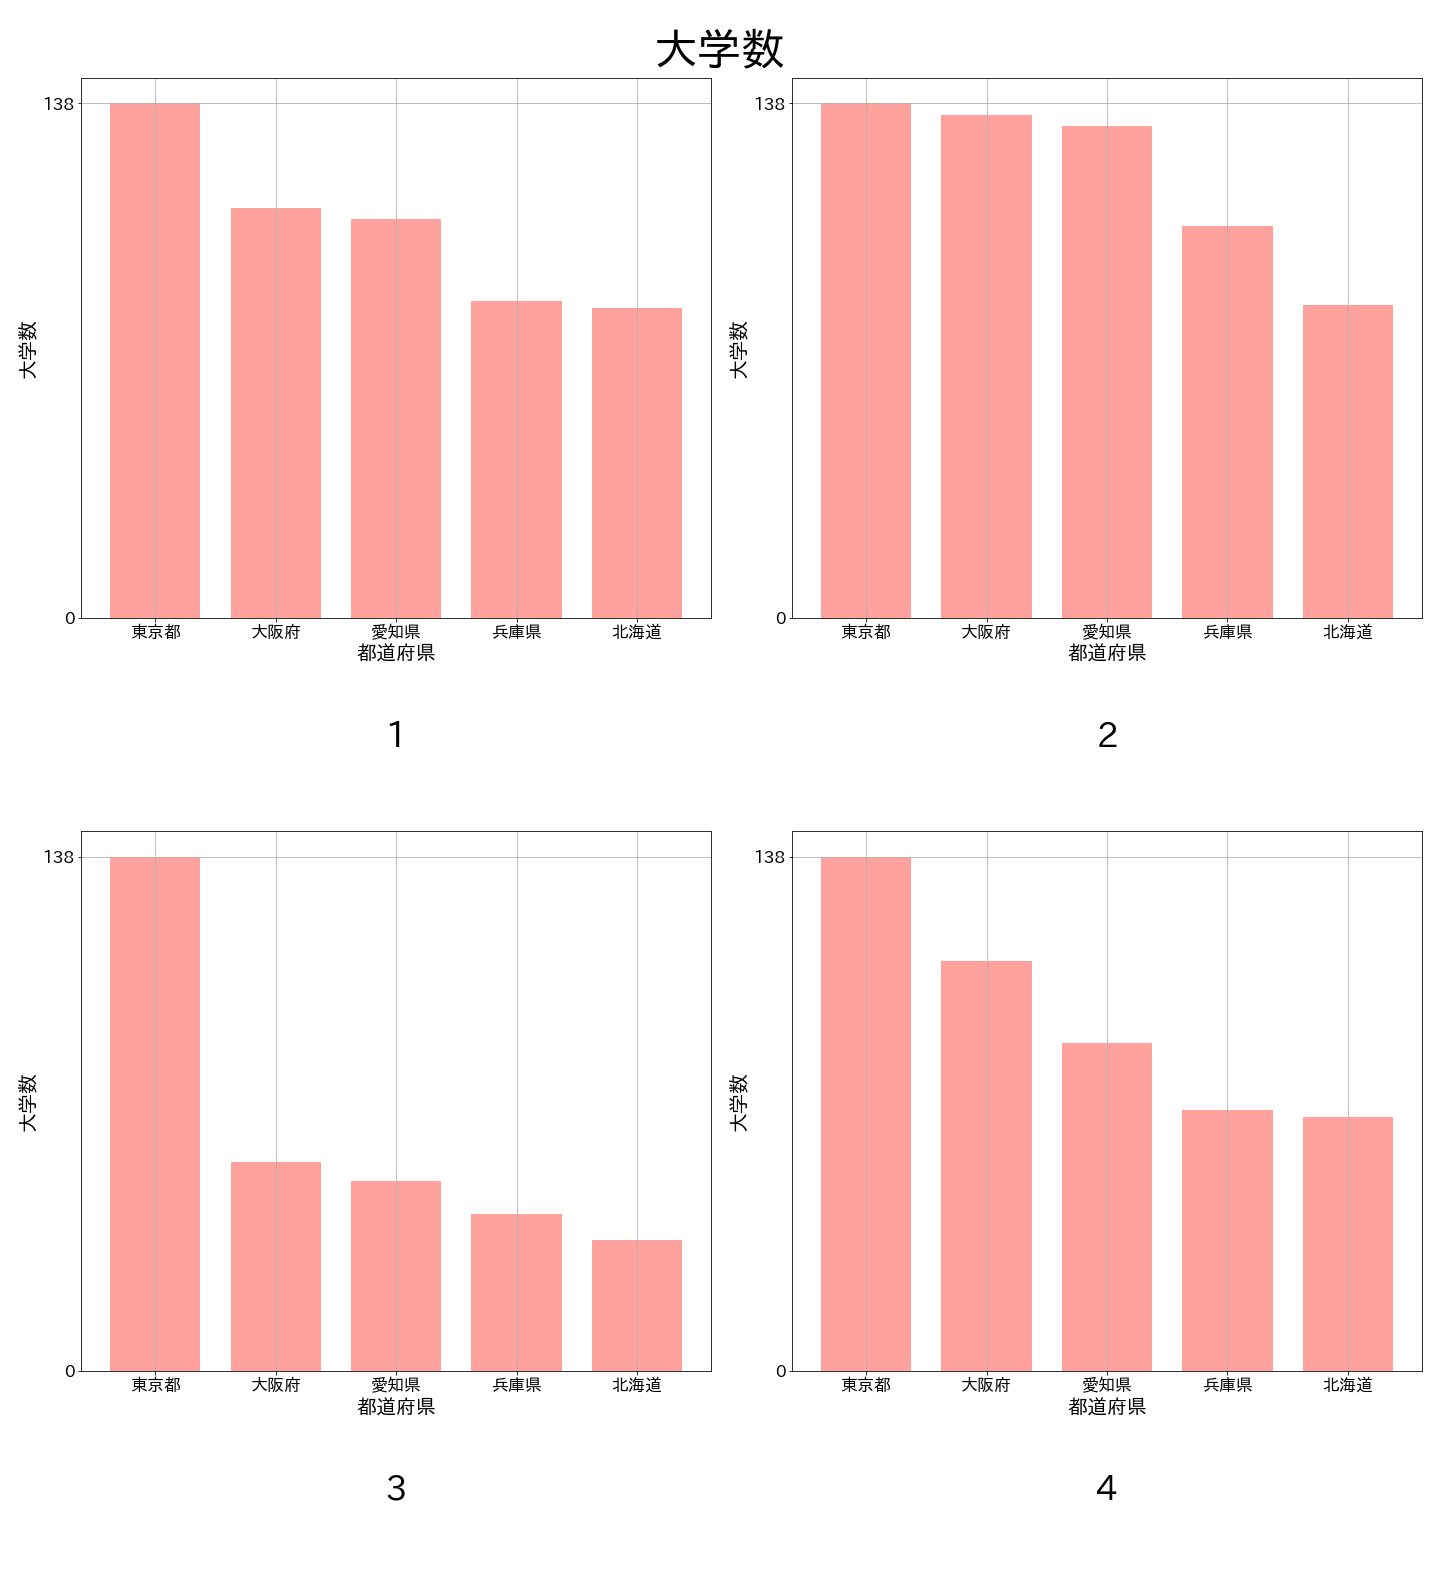 大学数
138
0
大学数
東京都 大阪府 愛知県 兵庫県 北海道
都道府県
1
138
0
大学数
東京都 大阪府 愛知県 兵庫県 北海道
都道府県
2
138
0
大学数
東京都 大阪府 愛知県 兵庫県 北海道
都道府県
3
138
0
大学数
東京都 大阪府 愛知県 兵庫県 北海道
都道府県
4